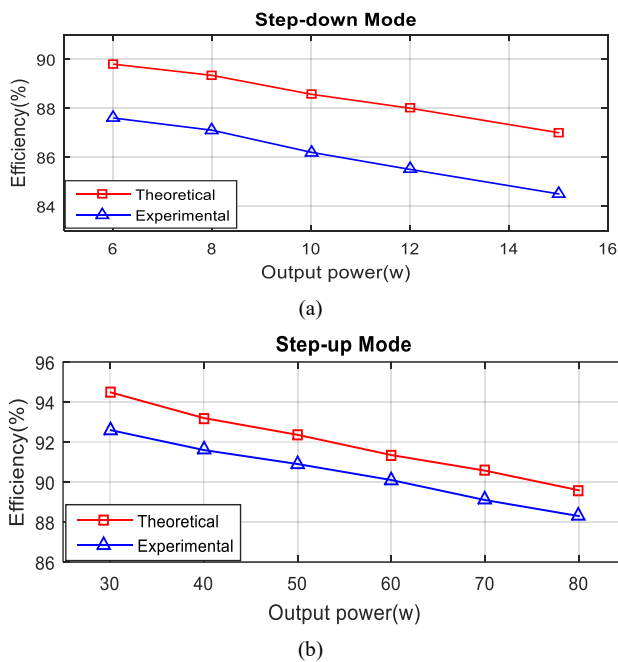 Step-down Mode
90
88
86
84
Efficiency(%)
Theoretical
Experimental
6 8 10 12 14 16
Output power(w)
(a)
Step-up Mode
96
94
92
90
88
86
Efficiency(%)
Theoretical
Experimental
30 40 50 60 70 80
Output power(w)
(b)